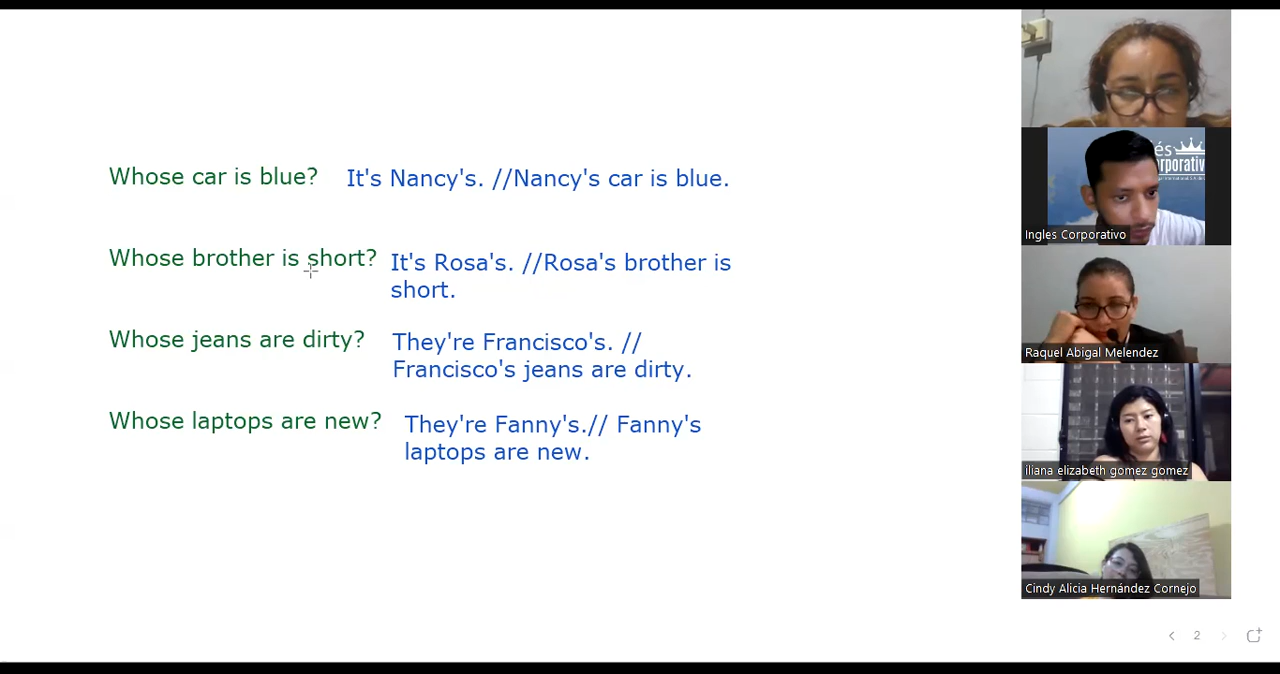 Whose car is blue? It's Nancy's. //Nancy's car is blue.
Whose brother is short? It's Rosa's. //Rosa's brother is
short.
Whose jeans are dirty? They're Francisco's. //
Francisco's jeans are dirty.
Whose laptops are new? They're Fanny's.// Fanny's
laptops are new.
Ingles Corporativo
Raquel Abigal Melendez
iliana elizabeth gomez gomez
Cindy Alicia Hernández Cornejo
2